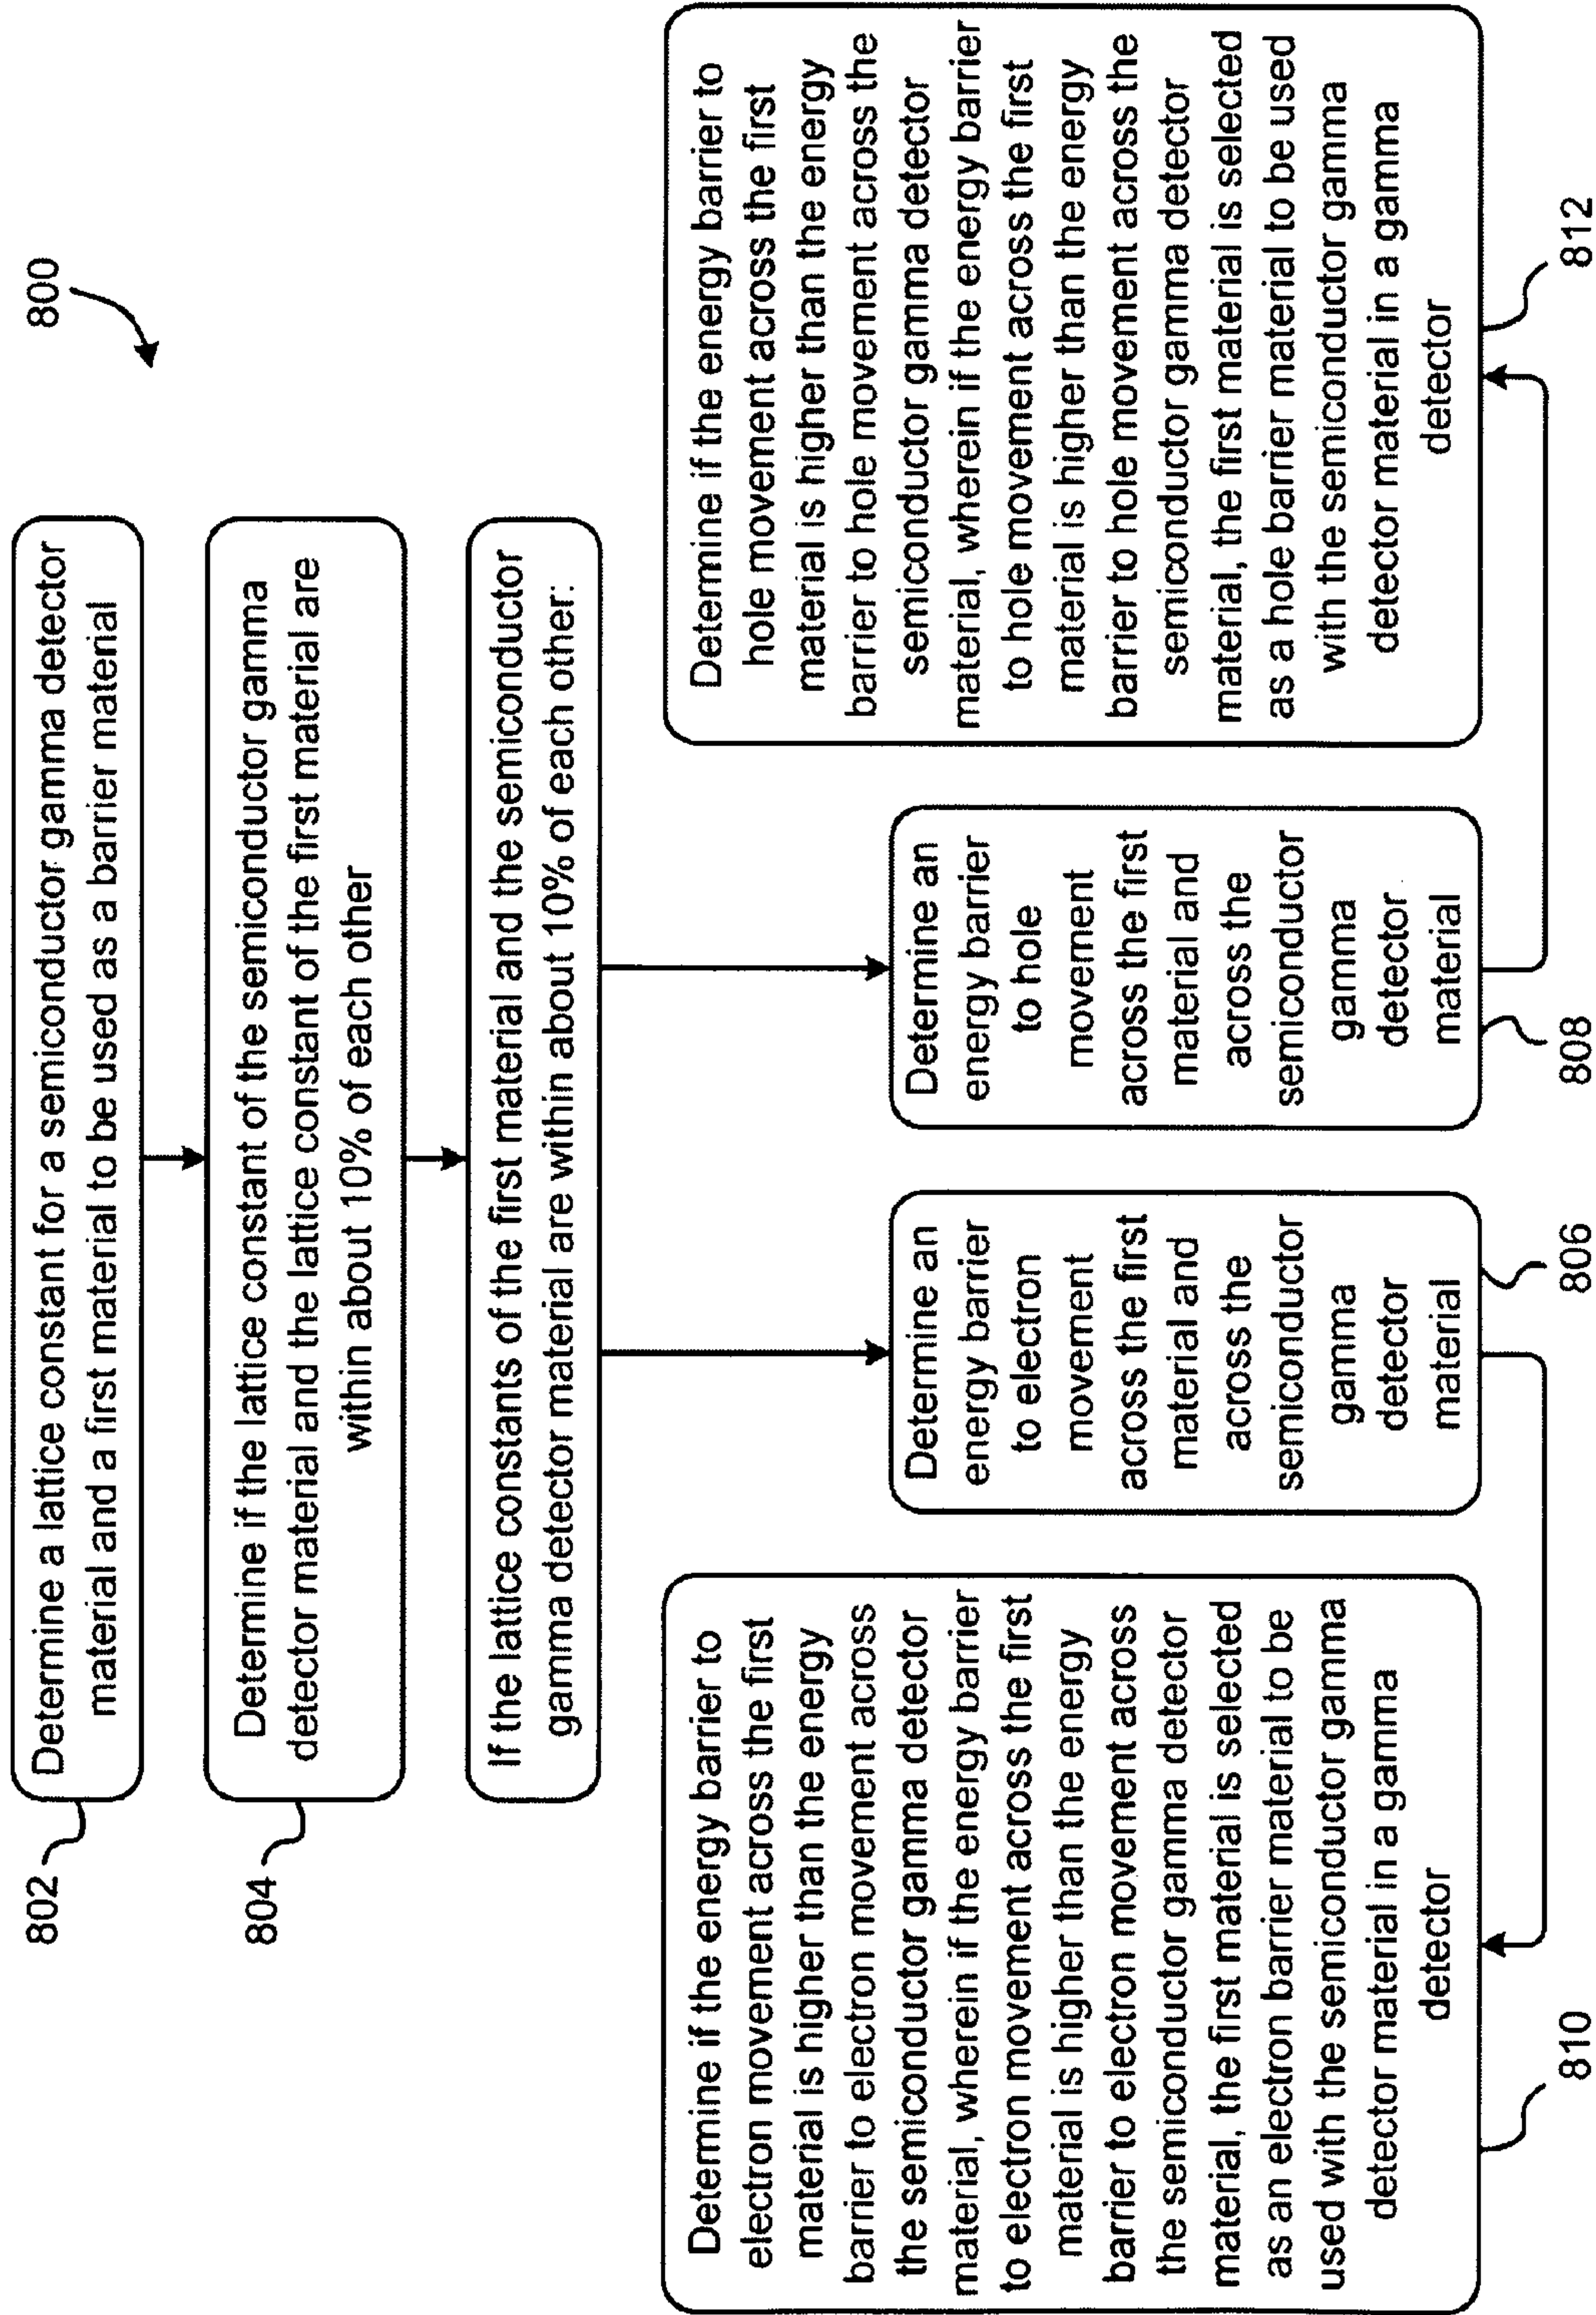 800
802
Determine a lattice constant for a semiconductor gamma detector
material and a first material to be used as a barrier material
804
Determine if the lattice constant of the semiconductor gamma
detector material and the lattice constant of the first material are
within about 10% of each other
If the lattice constants of the first material and the semiconductor
gamma detector material are within about 10% of each other:
Determine if the energy barrier to
electron movement across the first
material is higher than the energy
barrier to electron movement across
the semiconductor gamma detector
material, wherein if the energy barrier
to electron movement across the first
material is higher than the energy
barrier to electron movement across
the semiconductor gamma detector
material, the first material is selected
as an electron barrier material to be
used with the semiconductor gamma
detector material in a gamma
detector
810
Determine an
energy barrier
to electron
movement
across the first
material and
across the
semiconductor
gamma
detector
material
806
Determine an
energy barrier
to hole
movement
across the first
material and
across the
semiconductor
gamma
detector
material
808
Determine if the energy barrier to
hole movement across the first
material is higher than the energy
barrier to hole movement across the
semiconductor gamma detector
material, wherein if the energy barrier
to hole movement across the first
material is higher than the energy
barrier to hole movement across the
semiconductor gamma detector
material, the first material is selected
as a hole barrier material to be used
with the semiconductor gamma
detector material in a gamma
detector
812